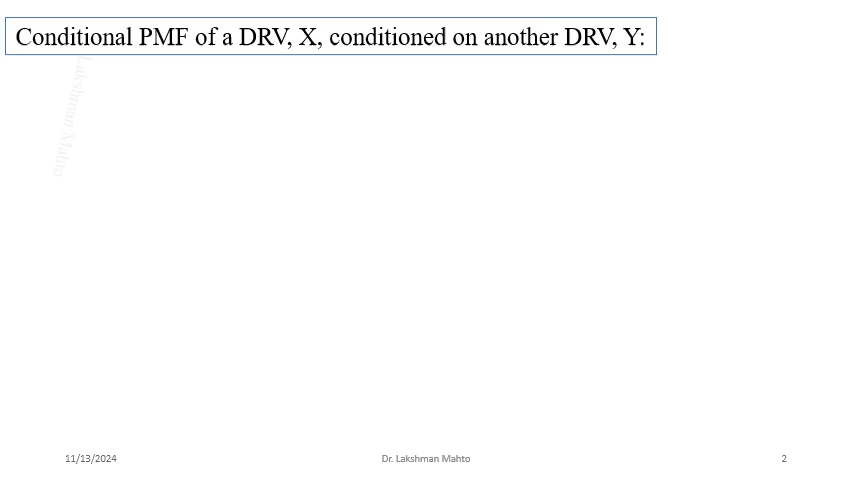 Conditional PMF of a DRV, X, conditioned on another DRV, Y:
Lakshman Mahto
11/13/2024
Dr. Lakshman Mahto
2